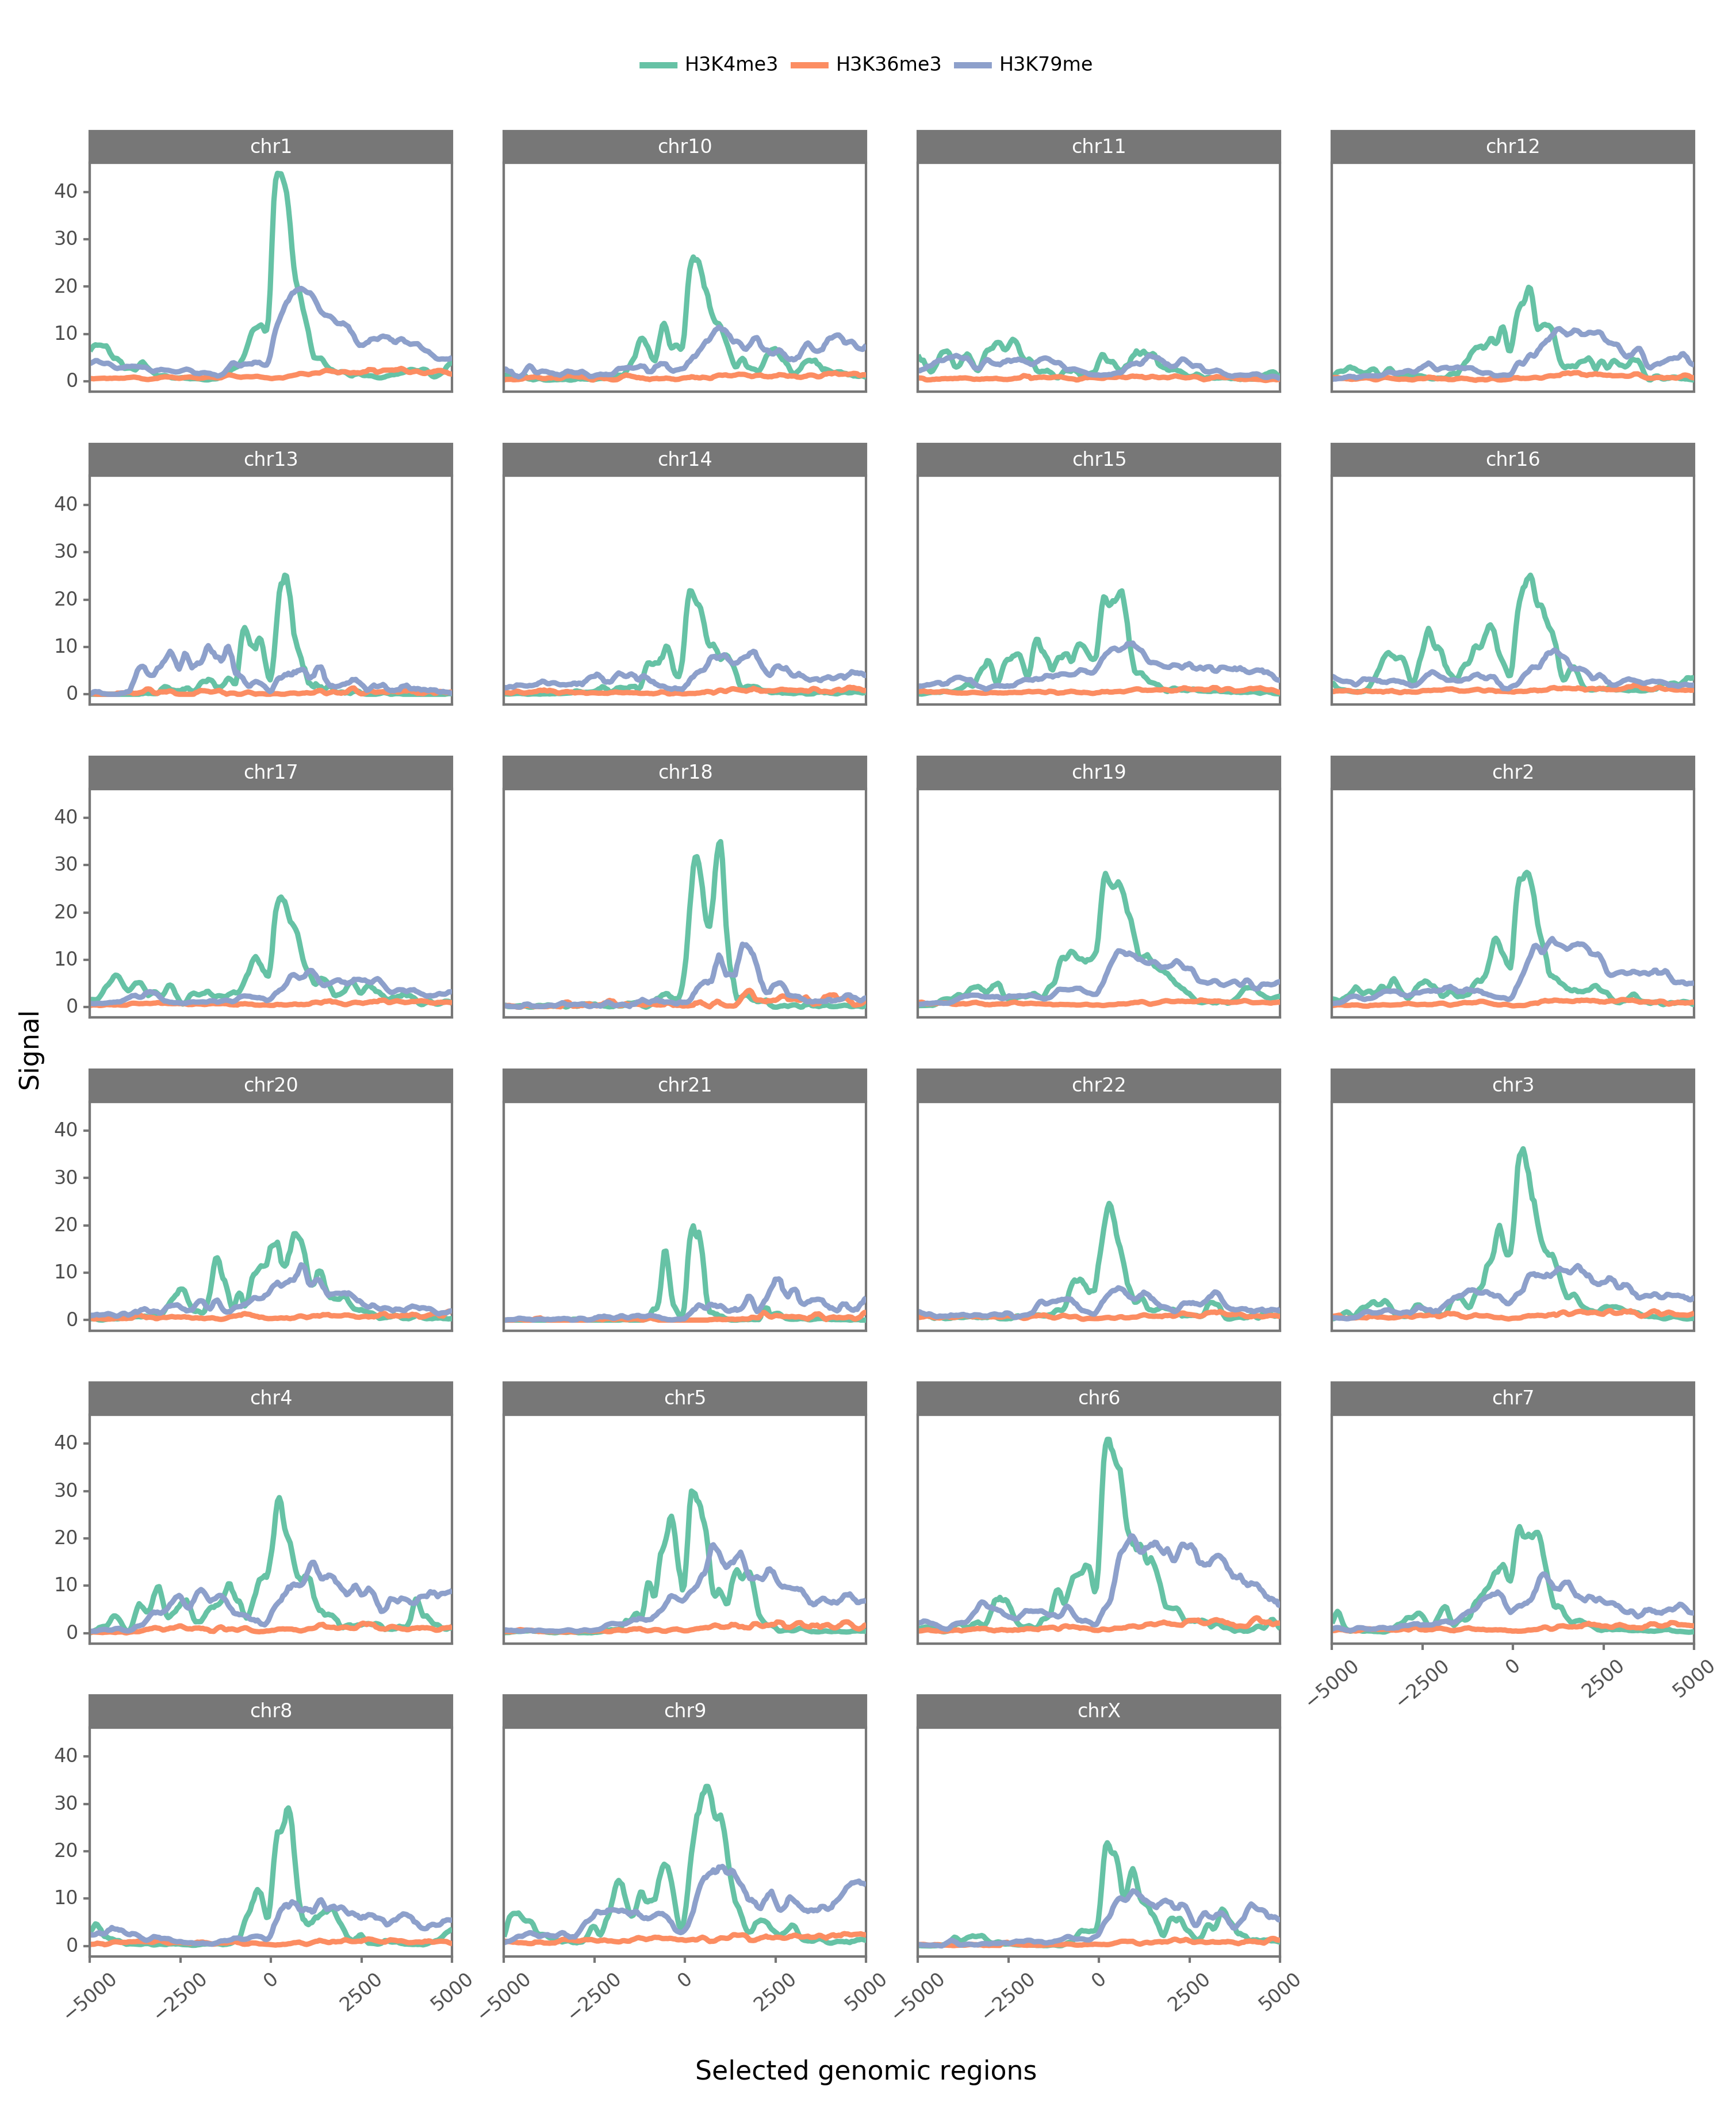 H3K4me3 H3K36me3 H3K79me
chr1 chr10 chr11 chr12
40
30
20
10
0
chr13 chr14 chr15 chr16
40
30
20
10
0
chr17 chr18 chr19 chr2
40
30
20
10
0
Signal
chr20 chr21 chr22 chr3
40
30
20
10
0
chr4 chr5 chr6 chr7
40
30
20
10
0
−5000 −2500 0 2500 5000
chr8 chr9 chrX
40
30
20
10
0
−5000 −2500 0 2500 5000 −5000 −2500 0 2500 5000 −5000 −2500 0 2500 5000
Selected genomic regions